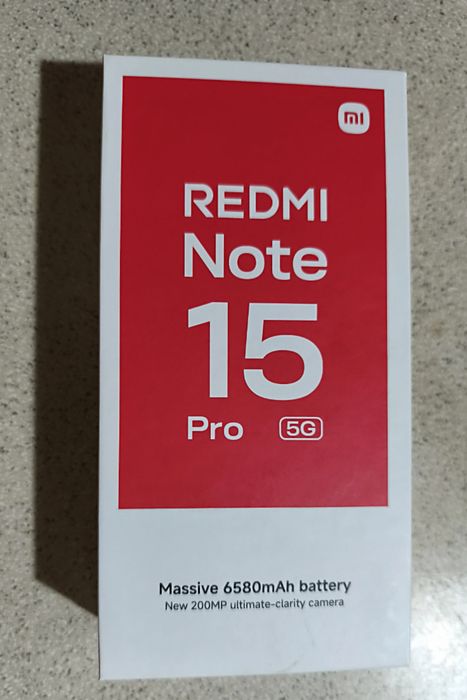 mi
REDMI
Note
15
Pro 5G
Massive 6580mAh battery
New 200MP ultimate-clarity camera